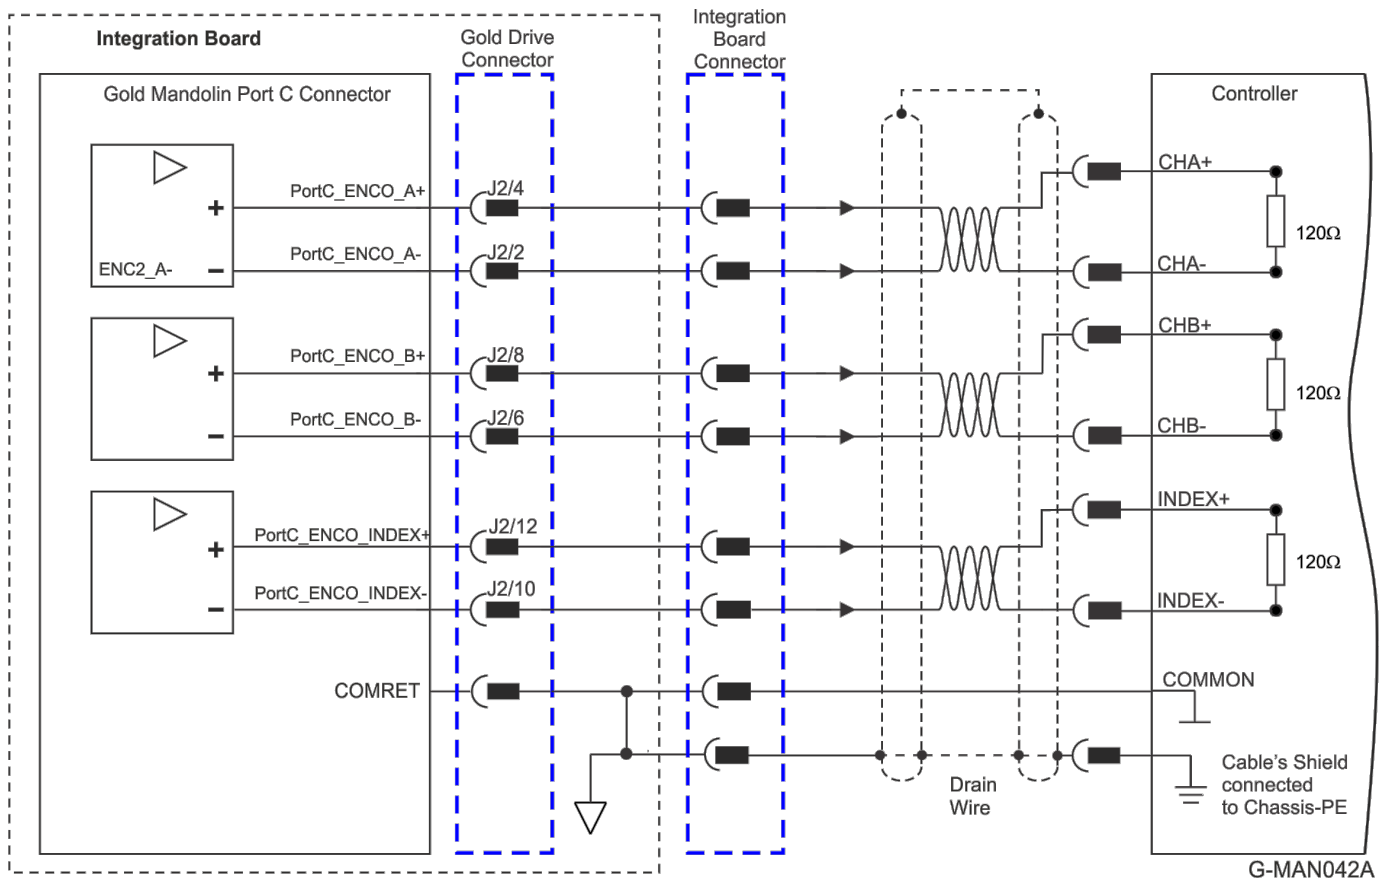 Integration Board
Gold Drive
Connector
Integration
Board
Connector
Gold Mandolin Port C Connector
Controller
PortC_ENCO_A+
J2/4
CHA+
+
120Ω
PortC_ENCO_A-
J2/2
CHA-
ENC2_A-
−
PortC_ENCO_B+
J2/8
CHB+
+
120Ω
PortC_ENCO_B-
J2/6
CHB-
−
PortC_ENCO_INDEX+
J2/12
INDEX+
+
120Ω
PortC_ENCO_INDEX-
J2/10
INDEX-
−
COMRET
COMMON
Drain
Wire
Cable's Shield
connected
to Chassis-PE
G-MAN042A